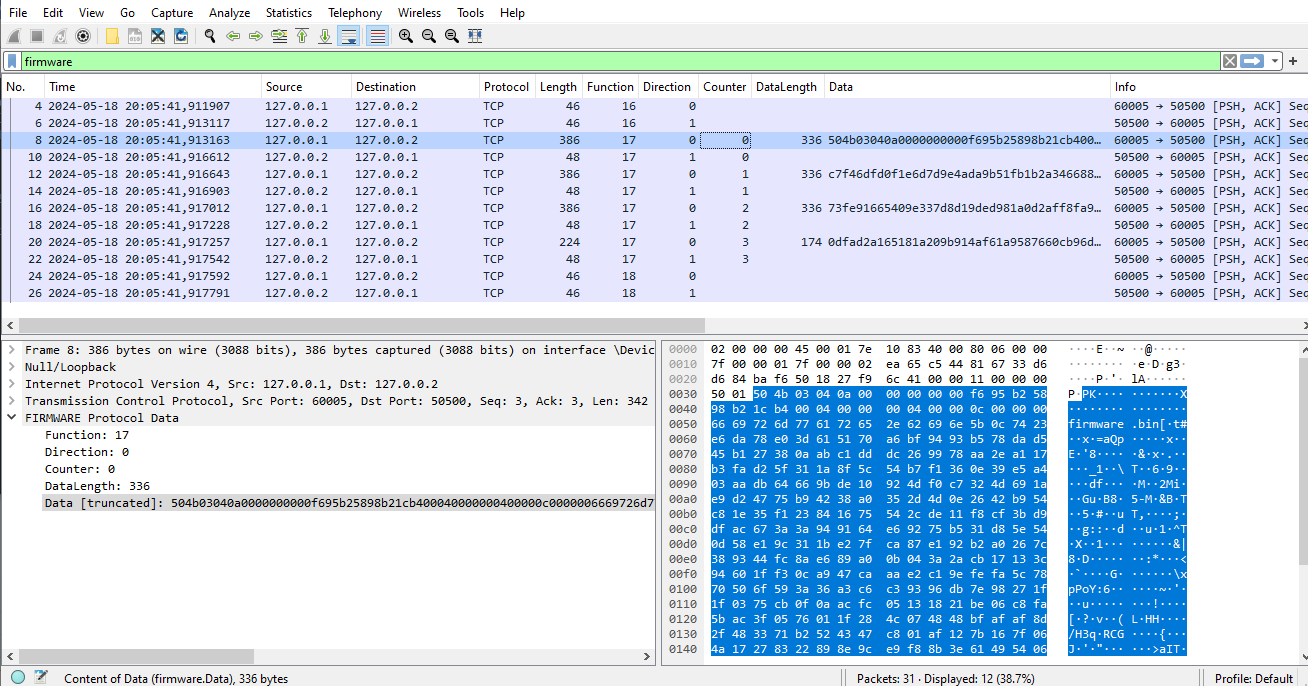 File Edit View Go Capture Analyze Statistics Telephony Wireless Tools Help
firmware
No. Time Source Destination Protocol Length Function Direction Counter DataLength Data Info
4 2024-05-18 20:05:41,911907 127.0.0.1 127.0.0.2 TCP 46 16 0 60005 → 50500 [PSH, ACK] Seq
6 2024-05-18 20:05:41,913117 127.0.0.2 127.0.0.1 TCP 46 16 1 50500 → 60005 [PSH, ACK] Seq
8 2024-05-18 20:05:41,913163 127.0.0.1 127.0.0.2 TCP 386 17 0 0 336 504b03040a0000000000f695b25898b21cb400… 60005 → 50500 [PSH, ACK] Seq
10 2024-05-18 20:05:41,916612 127.0.0.2 127.0.0.1 TCP 48 17 1 0 50500 → 60005 [PSH, ACK] Seq
12 2024-05-18 20:05:41,916643 127.0.0.1 127.0.0.2 TCP 386 17 0 1 336 c7f46dfd0f1e6d7d9e4ada9b51fb1b2a346688… 60005 → 50500 [PSH, ACK] Seq
14 2024-05-18 20:05:41,916903 127.0.0.2 127.0.0.1 TCP 48 17 1 1 50500 → 60005 [PSH, ACK] Seq
16 2024-05-18 20:05:41,917012 127.0.0.1 127.0.0.2 TCP 386 17 0 2 336 73fe91665409e337d8d19ded981a0d2aff8fa9… 60005 → 50500 [PSH, ACK] Seq
18 2024-05-18 20:05:41,917228 127.0.0.2 127.0.0.1 TCP 48 17 1 2 50500 → 60005 [PSH, ACK] Seq
20 2024-05-18 20:05:41,917257 127.0.0.1 127.0.0.2 TCP 224 17 0 3 174 0dfad2a165181a209b914af61a9587660cb96d… 60005 → 50500 [PSH, ACK] Seq
22 2024-05-18 20:05:41,917542 127.0.0.2 127.0.0.1 TCP 48 17 1 3 50500 → 60005 [PSH, ACK] Seq
24 2024-05-18 20:05:41,917592 127.0.0.1 127.0.0.2 TCP 46 18 0 60005 → 50500 [PSH, ACK] Seq
26 2024-05-18 20:05:41,917791 127.0.0.2 127.0.0.1 TCP 46 18 1 50500 → 60005 [PSH, ACK] Seq
Frame 8: 386 bytes on wire (3088 bits), 386 bytes captured (3088 bits) on interface \Devic
Null/Loopback
Internet Protocol Version 4, Src: 127.0.0.1, Dst: 127.0.0.2
Transmission Control Protocol, Src Port: 60005, Dst Port: 50500, Seq: 3, Ack: 3, Len: 342
FIRMWARE Protocol Data
Function: 17
Direction: 0
Counter: 0
DataLength: 336
Data [truncated]: 504b03040a0000000000f695b25898b21cb400040000000400000c0000006669726d7
0000 02 00 00 00 45 00 01 7e 10 83 40 00 80 06 00 00 ····E··~ ··@·····
0010 7f 00 00 01 7f 00 00 02 ea 65 c5 44 81 67 33 d6 ········ ·e·D·g3·
0020 d6 84 ba f6 50 18 27 f9 6c 41 00 00 11 00 00 00 ····P·'· lA······
0030 50 01 50 4b 03 04 0a 00 00 00 00 00 f6 95 b2 58 P·PK···· ·······X
0040 98 b2 1c b4 00 04 00 00 00 04 00 00 0c 00 00 00 ········ ········
0050 66 69 72 6d 77 61 72 65 2e 62 69 6e 5b 0c 74 23 firmware .bin[·t#
0060 e6 da 78 e0 3d 61 51 70 a6 bf 94 93 b5 78 da d5 ··x·=aQp ·····x··
0070 45 b1 27 38 0a ab c1 dd dc 26 99 78 aa 2e a1 17 E·'8···· ·&·x·.··
0080 b3 fa d2 5f 31 1a 8f 5c 54 b7 f1 36 0e 39 e5 a4 ···_1··\ T··6·9··
0090 03 aa db 64 66 9b de 10 92 4d f0 c7 32 4d 69 1a ···df··· ·M··2Mi·
00a0 e9 d2 47 75 b9 42 38 a0 35 2d 4d 0e 26 42 b9 54 ··Gu·B8· 5-M·&B·T
00b0 c8 1e 35 f1 23 84 16 75 54 2c de 11 f8 cf 3b d9 ··5·#··u T,····;·
00c0 df ac 67 3a 3a 94 91 64 e6 92 75 b5 31 d8 5e 54 ··g::··d ··u·1·^T
00d0 0d 58 e1 9c 31 1b e2 7f ca 87 e1 92 b2 a0 26 7c ·X··1··· ······&|
00e0 38 93 44 fc 8a e6 89 a0 0b 04 3a 2a cb 17 13 3c 8·D····· ··:*···<
00f0 94 60 1f f3 0c a9 47 ca aa e2 c1 9e fe fa 5c 78 ·`····G· ······\x
0100 70 50 6f 59 3a 36 a3 c6 c3 93 96 db 7e 98 27 1f pPoY:6·· ····~·'·
0110 1f 03 75 cb 0f 0a ac fc 05 13 18 21 be 06 c8 fa ··u····· ···!····
0120 5b ac 3f 05 76 01 1f 28 4c 07 48 48 bf af af 8d [·?·v··( L·HH····
0130 2f 48 33 71 b2 52 43 47 c8 01 af 12 7b 16 7f 06 /H3q·RCG ····{···
0140 4a 17 27 83 22 89 8e 9c e9 f8 8b 3e 61 49 54 06 J·'·"··· ···>aIT·
Content of Data (firmware.Data), 336 bytes Packets: 31 · Displayed: 12 (38.7%) Profile: Default